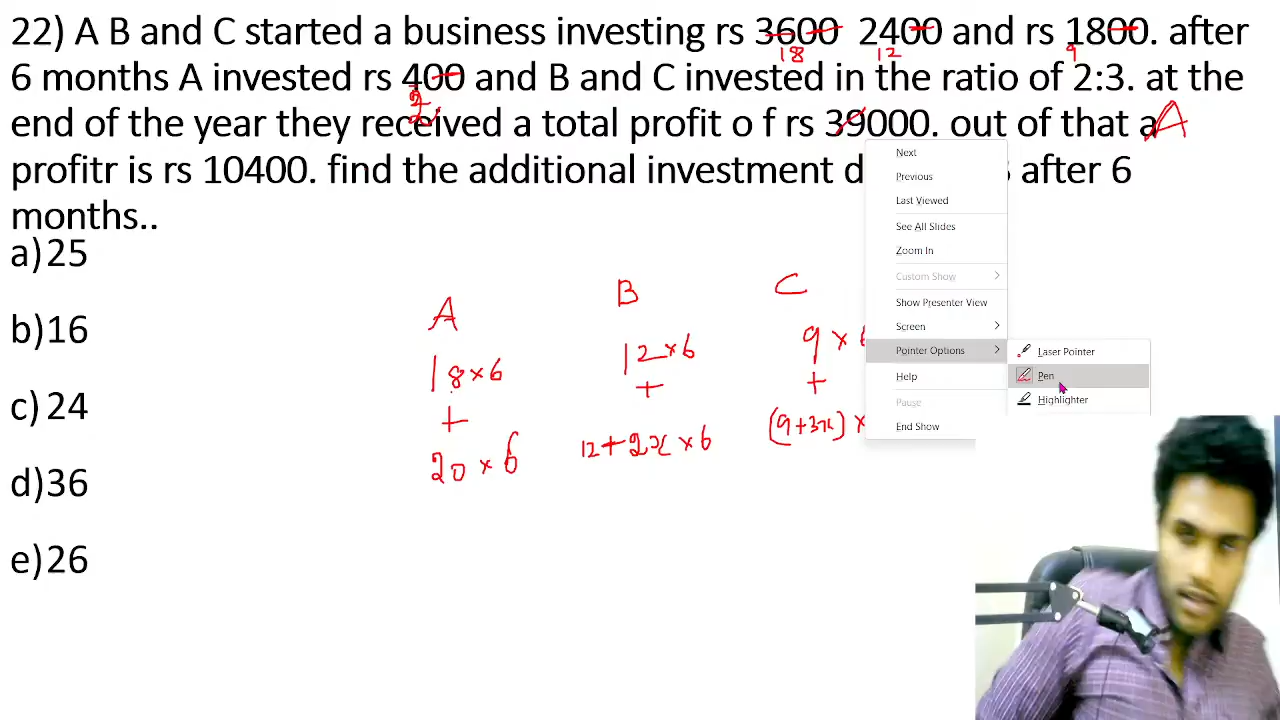 22) A B and C started a business investing rs 3600 2400 and rs 1800. after
18 12 9
6 months A invested rs 400 and B and C invested in the ratio of 2:3. at the
2
end of the year they received a total profit o f rs 39000. out of that a A
profitr is rs 10400. find the additional investment d after 6
months..
a)25
b)16
c)24
d)36
e)26
A B C
18×6 12×6 9×6
+ + +
20×6 12+2x×6 (9+3x)×
Next
Previous
Last Viewed
See All Slides
Zoom In
Custom Show
Show Presenter View
Screen
Pointer Options
Help
Pause
End Show
Laser Pointer
Pen
Highlighter